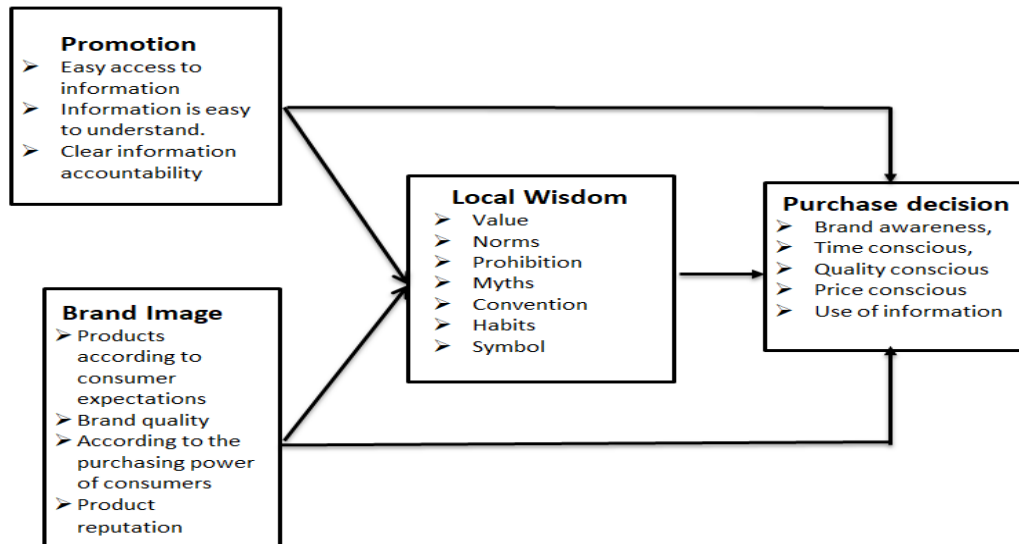 Promotion
➢ Easy access to
information
➢ Information is easy
to understand.
➢ Clear information
accountability
Brand Image
➢ Products
according to
consumer
expectations
➢ Brand quality
➢ According to the
purchasing power
of consumers
➢ Product
reputation
Local Wisdom
➢ Value
➢ Norms
➢ Prohibition
➢ Myths
➢ Convention
➢ Habits
➢ Symbol
Purchase decision
➢ Brand awareness,
➢ Time conscious,
➢ Quality conscious
➢ Price conscious
➢ Use of information